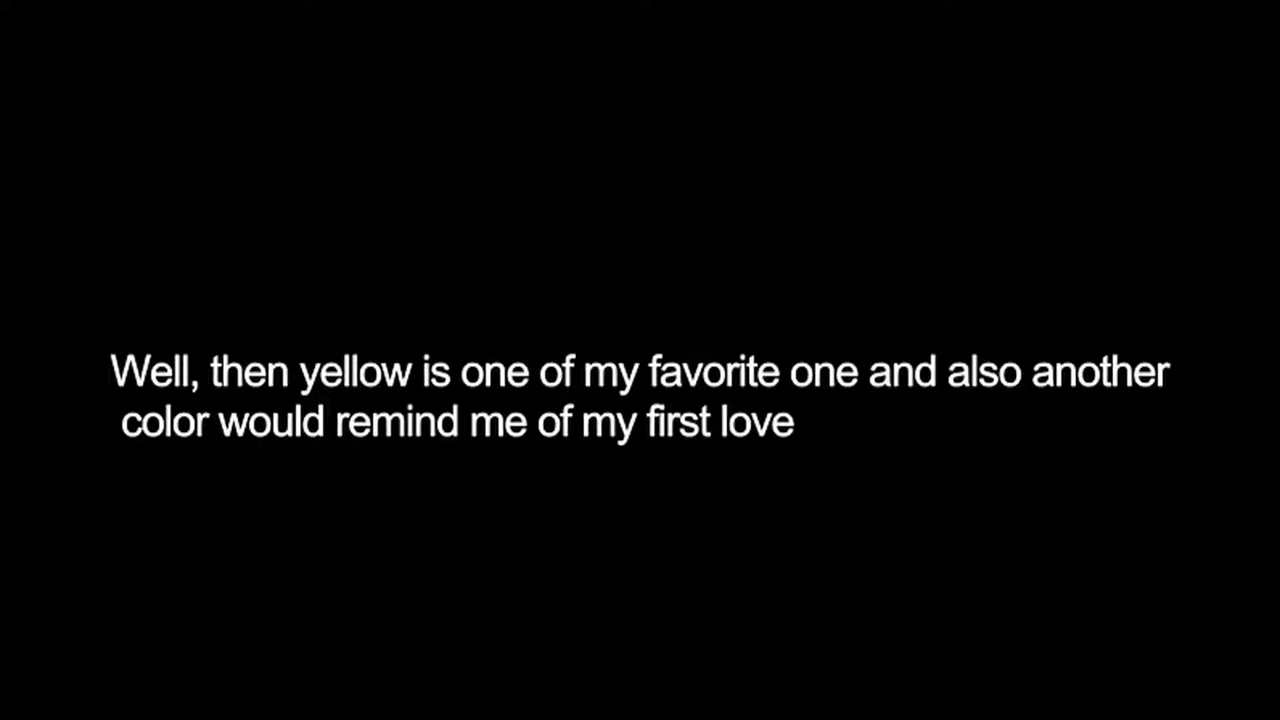 Well, then yellow is one of my favorite one and also another
color would remind me of my first love